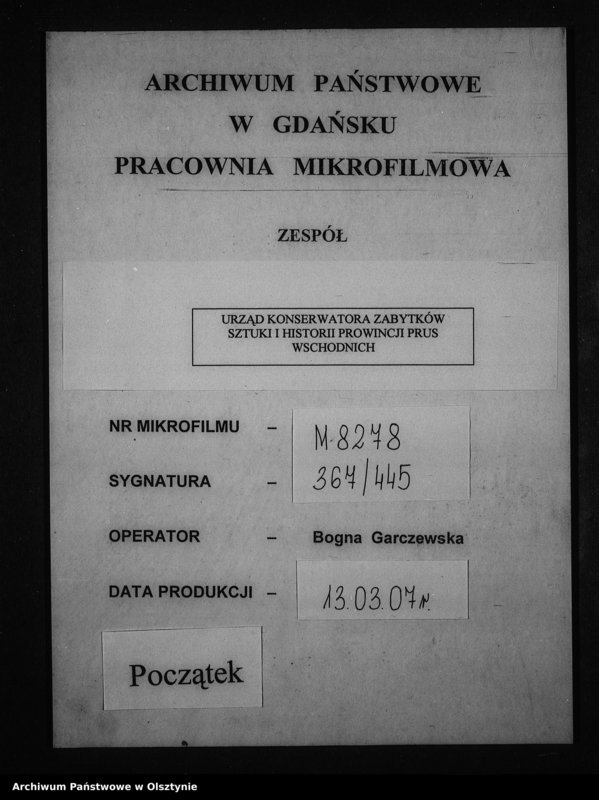 ARCHIWUM PAŃSTWOWE
W GDAŃSKU
PRACOWNIA MIKROFILMOWA
ZESPÓŁ
URZĄD KONSERWATORA ZABYTKÓW
SZTUKI I HISTORII PROWINCJI PRUS
WSCHODNICH
NR MIKROFILMU – M-8278
SYGNATURA – 367/445
OPERATOR – Bogna Garczewska
DATA PRODUKCJI – 13.03.07r.
Początek
Archiwum Państwowe w Olsztynie